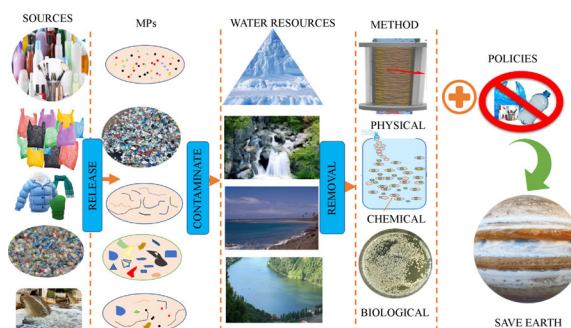 SOURCES
MPs
WATER RESOURCES
METHOD
POLICIES
RELEASE
CONTAMINATE
REMOVAL
PHYSICAL
CHEMICAL
BIOLOGICAL
SAVE EARTH